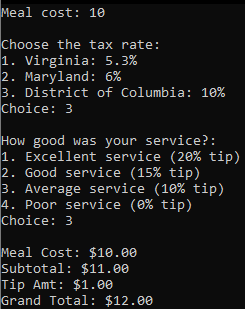 Meal cost: 10
Choose the tax rate:
1. Virginia: 5.3%
2. Maryland: 6%
3. District of Columbia: 10%
Choice: 3
How good was your service?:
1. Excellent service (20% tip)
2. Good service (15% tip)
3. Average service (10% tip)
4. Poor service (0% tip)
Choice: 3
Meal Cost: $10.00
Subtotal: $11.00
Tip Amt: $1.00
Grand Total: $12.00